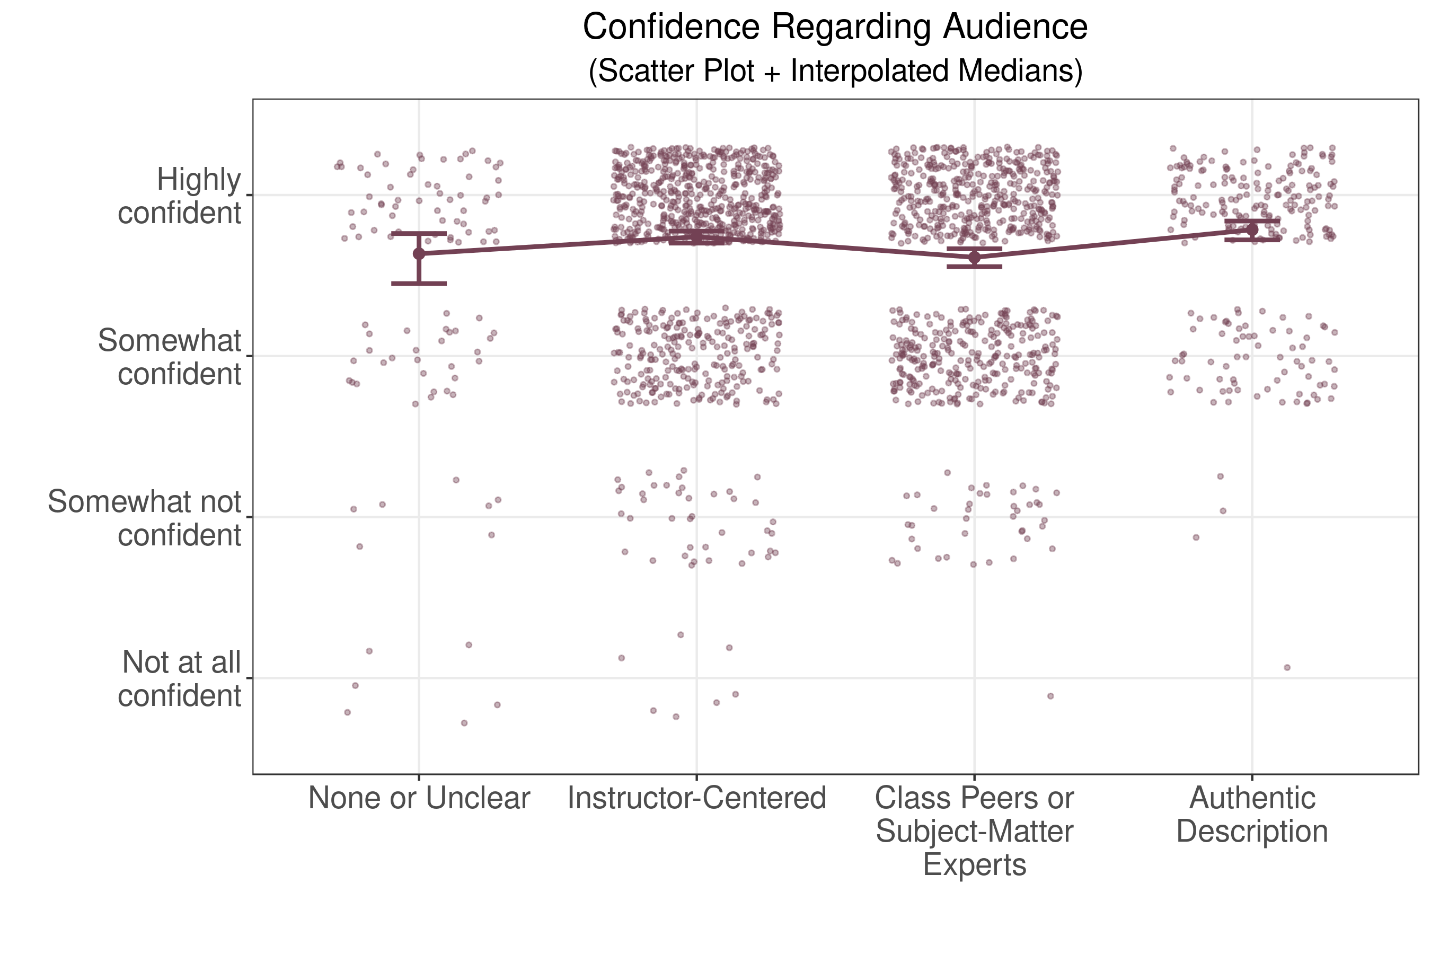 Confidence Regarding Audience
(Scatter Plot + Interpolated Medians)
Highly
confident
Somewhat
confident
Somewhat not
confident
Not at all
confident
None or Unclear
Instructor-Centered
Class Peers or
Subject-Matter
Experts
Authentic
Description